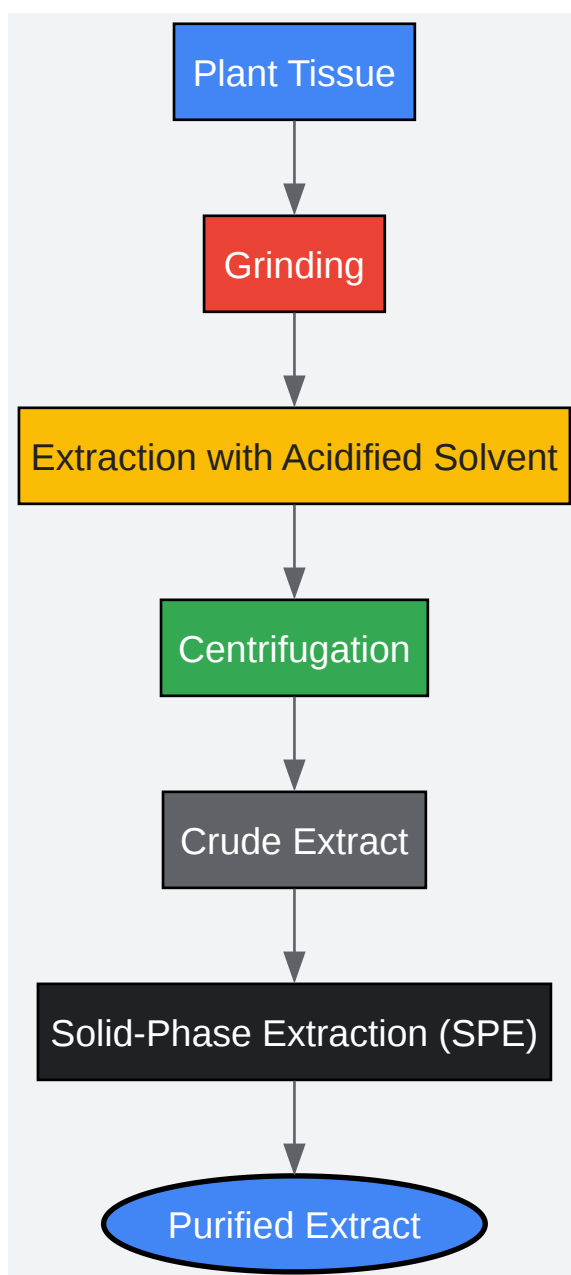 Plant Tissue
Grinding
Extraction with Acidified Solvent
Centrifugation
Crude Extract
Solid-Phase Extraction (SPE)
Purified Extract